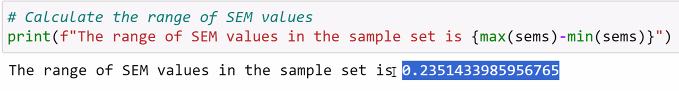 # Calculate the range of SEM values
print(f"The range of SEM values in the sample set is {max(sems)-min(sems)}")
The range of SEM values in the sample set is 0.2351433985956765